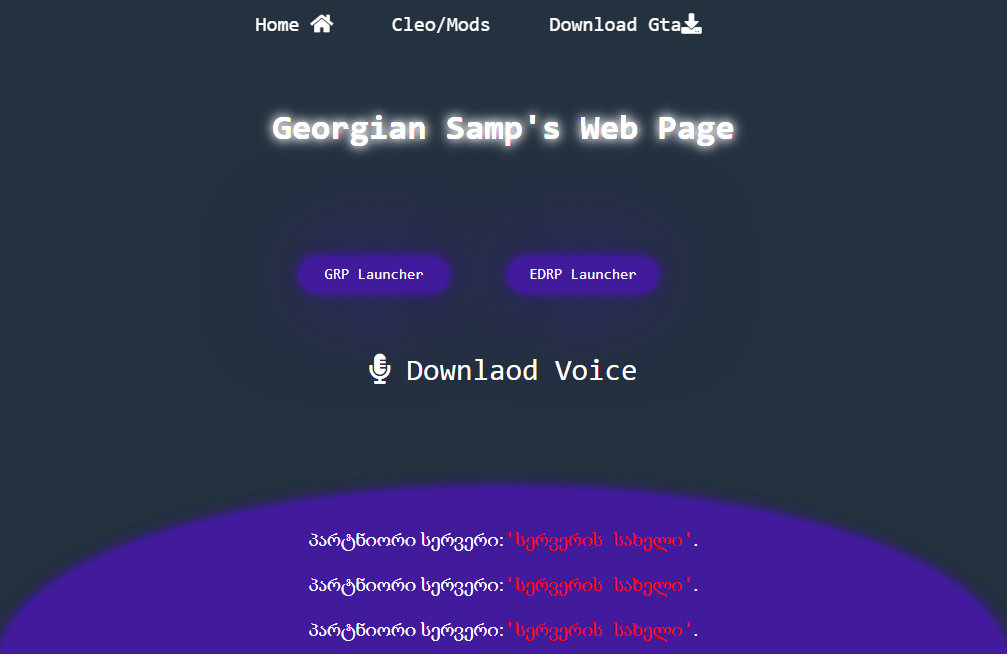 Home Cleo/Mods Download Gta
Georgian Samp's Web Page
GRP Launcher EDRP Launcher
Downlaod Voice
პარტნიორი სერვერი:'სერვერის სახელი'.
პარტნიორი სერვერი:'სერვერის სახელი'.
პარტნიორი სერვერი:'სერვერის სახელი'.